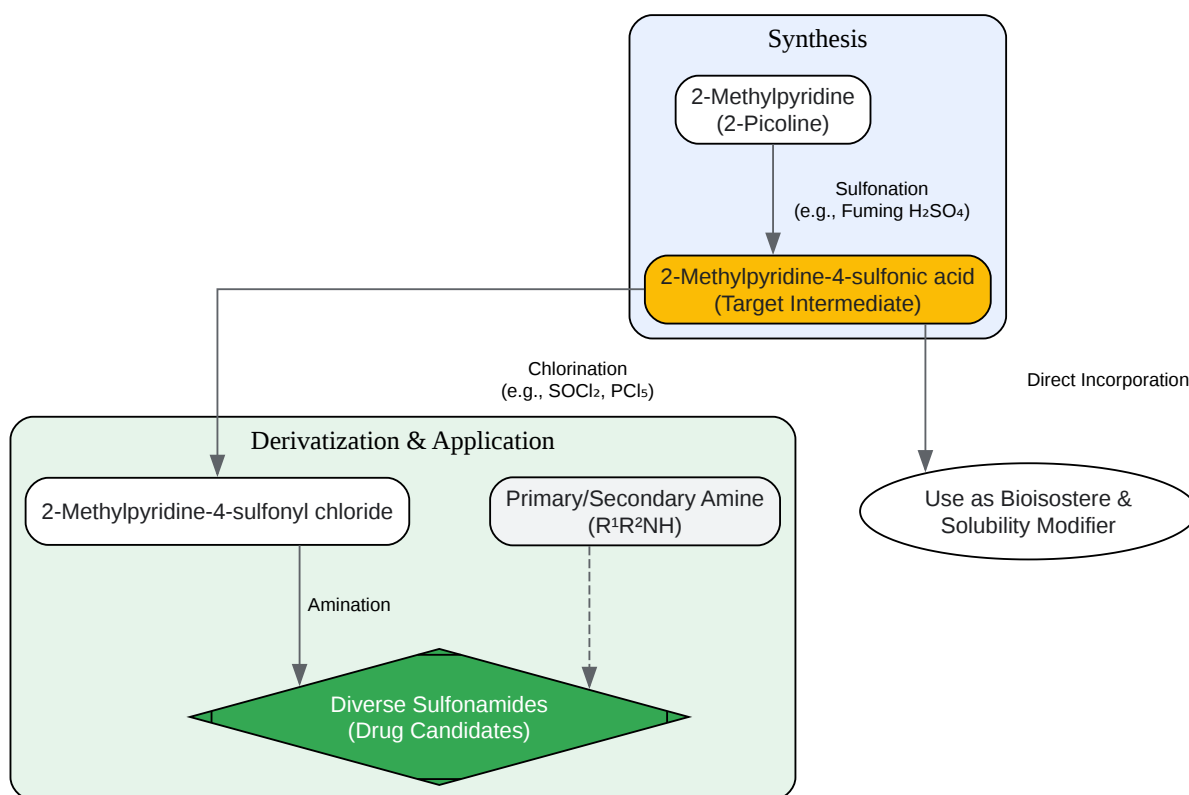 Synthesis
2-Methylpyridine
(2-Picoline)
Sulfonation
(e.g., Fuming H₂SO₄)
2-Methylpyridine-4-sulfonic acid
(Target Intermediate)
Chlorination
(e.g., SOCl₂, PCl₅)
Direct Incorporation
Derivatization & Application
2-Methylpyridine-4-sulfonyl chloride
Primary/Secondary Amine
(R¹R²NH)
Use as Bioisostere &
Solubility Modifier
Amination
Diverse Sulfonamides
(Drug Candidates)